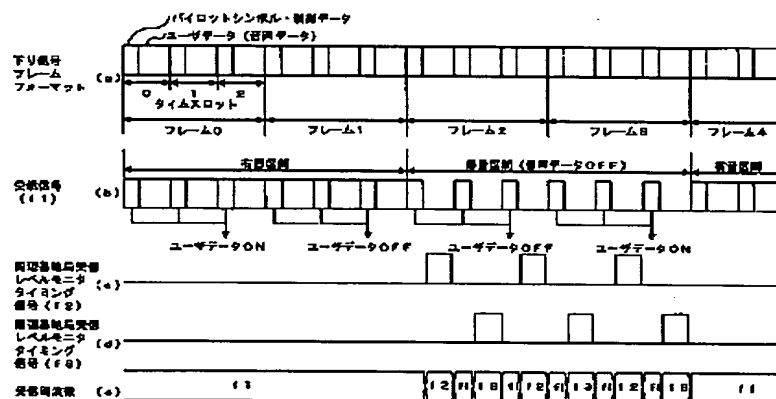 パイロットシンボル・制御データ
ユーザデータ(音声データ)
下り信号
フレーム
フォーマット
(a)
0 1 2
タイムスロット
フレーム0 フレーム1 フレーム2 フレーム3 フレーム4
有音区間 無音区間(音声データOFF) 有音区間
受信信号
(f1)
(b)
ユーザデータON ユーザデータOFF ユーザデータOFF ユーザデータON
周辺基地局受信
レベルモニタ
タイミング
信号(f2)
(c)
周辺基地局受信
レベルモニタ
タイミング
信号(f3)
(d)
受信周波数 (e) f1 f2 f1 f3 f1 f2 f1 f3 f1 f2 f1 f3 f1